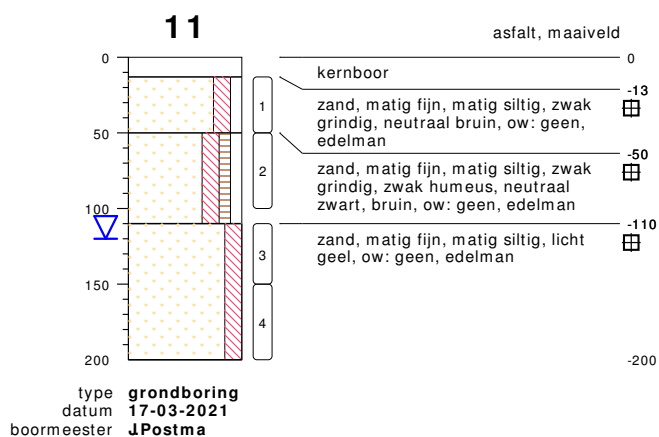 11
asfalt, maaiveld
0
0
kernboor
-13
zand, matig fijn, matig siltig, zwak
grindig, neutraal bruin, ow: geen,
edelman
1
50
-50
zand, matig fijn, matig siltig, zwak
grindig, zwak humeus, neutraal
zwart, bruin, ow: geen, edelman
2
100
-110
zand, matig fijn, matig siltig, licht
geel, ow: geen, edelman
3
150
4
200
-200
type grondboring
datum 17-03-2021
boormeester J.Postma